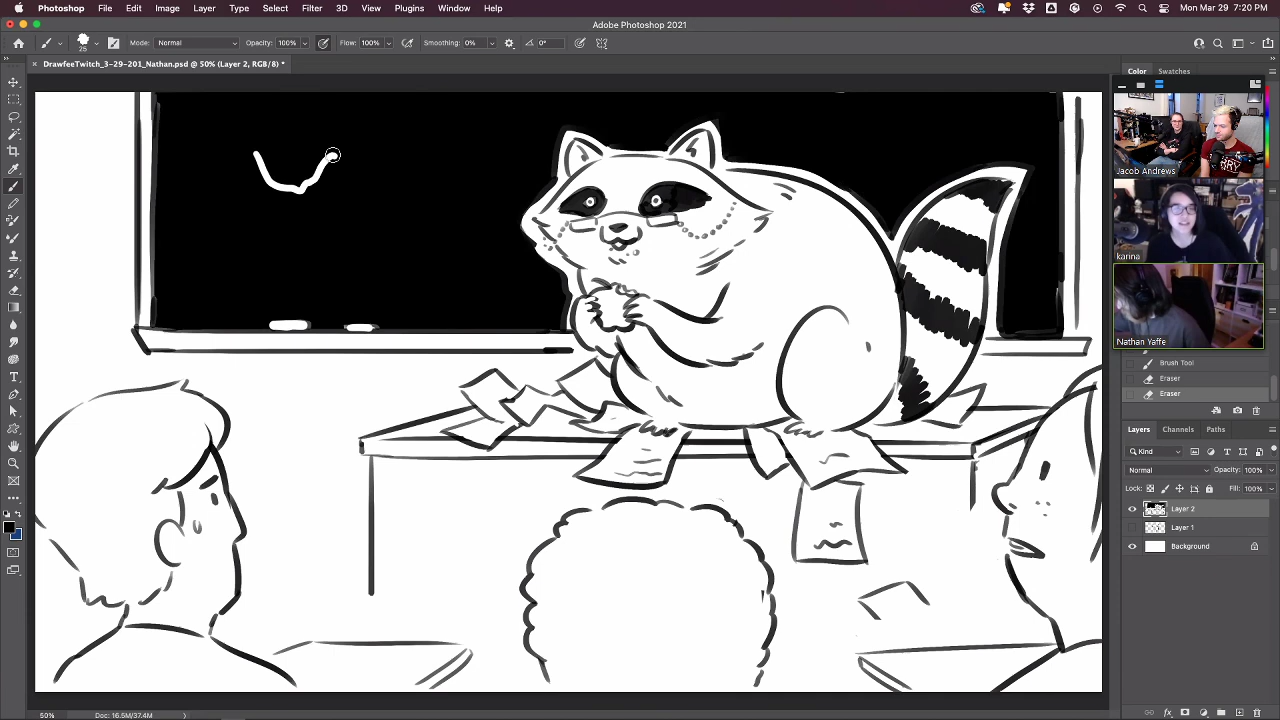 Photoshop File Edit Image Layer Type Select Filter 3D View Plugins Window Help
Mon Mar 29 7:20 PM
Adobe Photoshop 2021
25
Mode: Normal
Opacity: 100%
Flow: 100%
Smoothing: 0%
0°
DrawfeeTwitch_3-29-201_Nathan.psd @ 50% (Layer 2, RGB/8) *
Color Swatches
Jacob Andrews
karina
Nathan Yaffe
Brush Tool
Eraser
Eraser
Layers Channels Paths
Kind
Normal
Opacity: 100%
Lock:
Fill: 100%
Layer 2
Layer 1
Background
50%
Doc: 16.5M/37.4M